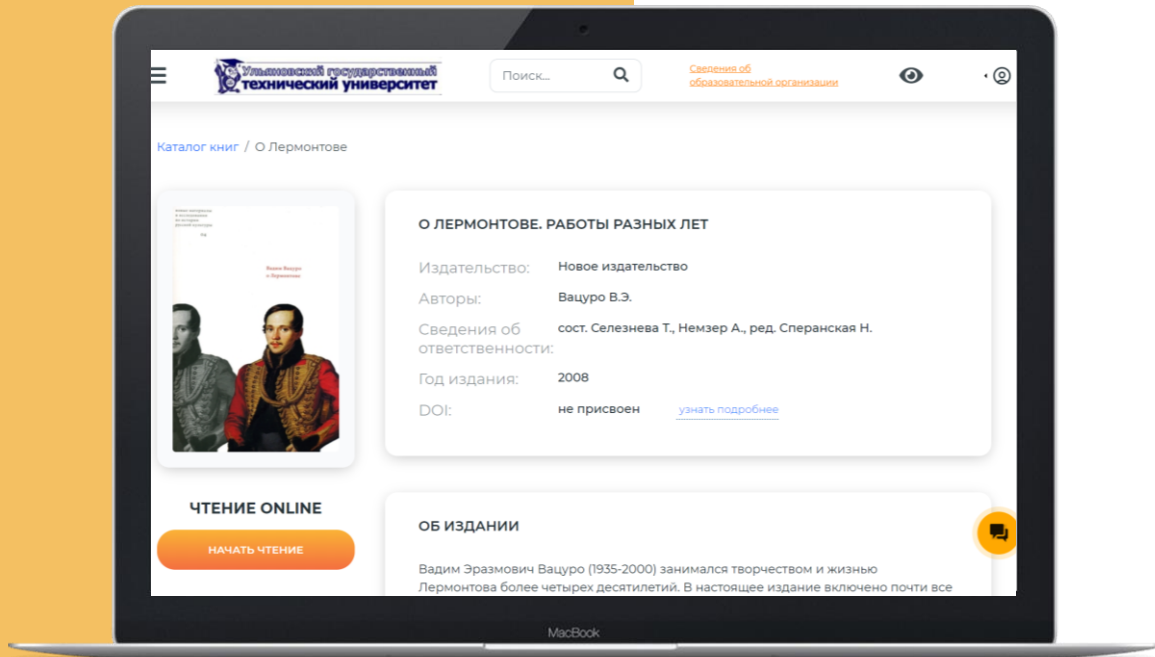 Ульяновский государственный
технический университет
Поиск...
Сведения об
образовательной организации
Каталог книг / О Лермонтове
Вадим Вацуро
о Лермонтове
О ЛЕРМОНТОВЕ. РАБОТЫ РАЗНЫХ ЛЕТ
Издательство: Новое издательство
Авторы: Вацуро В.Э.
Сведения об сост. Селезнева Т., Немзер А., ред. Сперанская Н.
ответственности:
Год издания: 2008
DOI: не присвоен узнать подробнее
ЧТЕНИЕ ONLINE
НАЧАТЬ ЧТЕНИЕ
ОБ ИЗДАНИИ
Вадим Эразмович Вацуро (1935-2000) занимался творчеством и жизнью
Лермонтова более четырех десятилетий. В настоящее издание включено почти все
MacBook